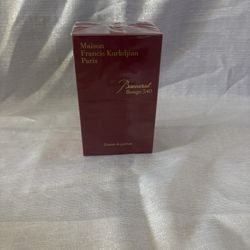 Maison
Francis Kurkdjian
Paris
Baccarat
Rouge 540
Extrait de parfum